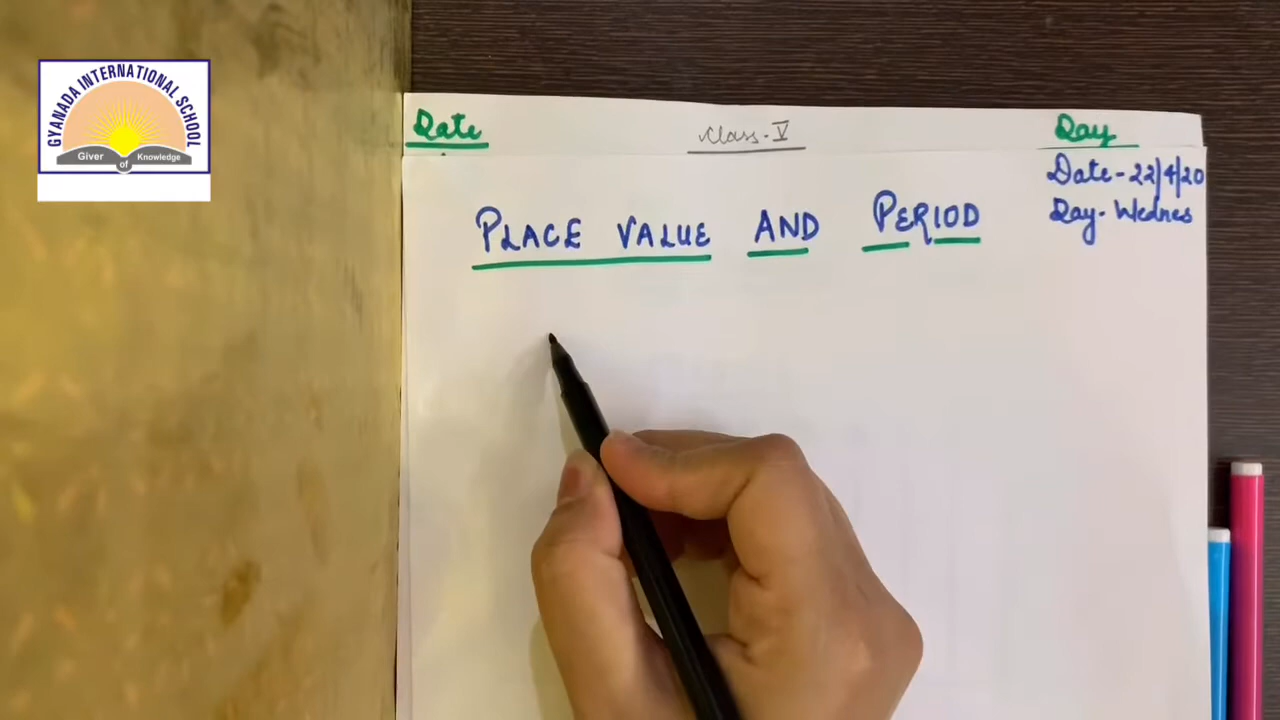 GYANADA INTERNATIONAL SCHOOL
Giver of Knowledge
Date
Class-V
Day
Date-22/4/20
Day-Wednes
PLACE VALUE AND PERIOD